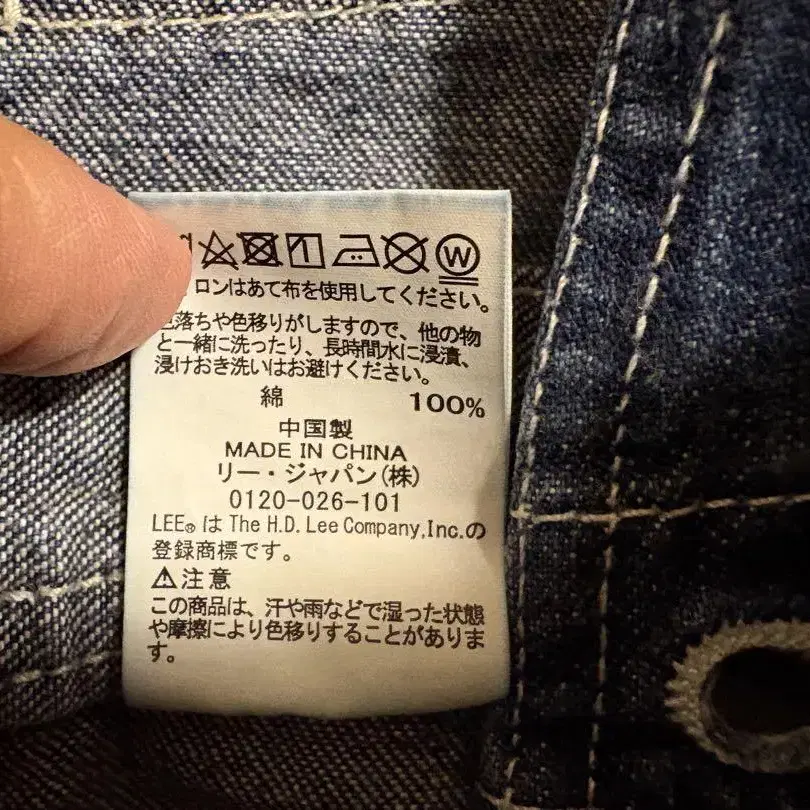 ロンはあて布を使用してください。
色落ちや色移りがしますので、他の物
と一緒に洗ったり、長時間水に浸漬、
浸けおき洗いはお避けください。
綿 100%
中国製
MADE IN CHINA
リー・ジャパン(株)
0120-026-101
LEE®は The H.D. Lee Company,Inc.の
登録商標です。
⚠注意
この商品は、汗や雨などで湿った状態
や摩擦により色移りすることがありま
す。